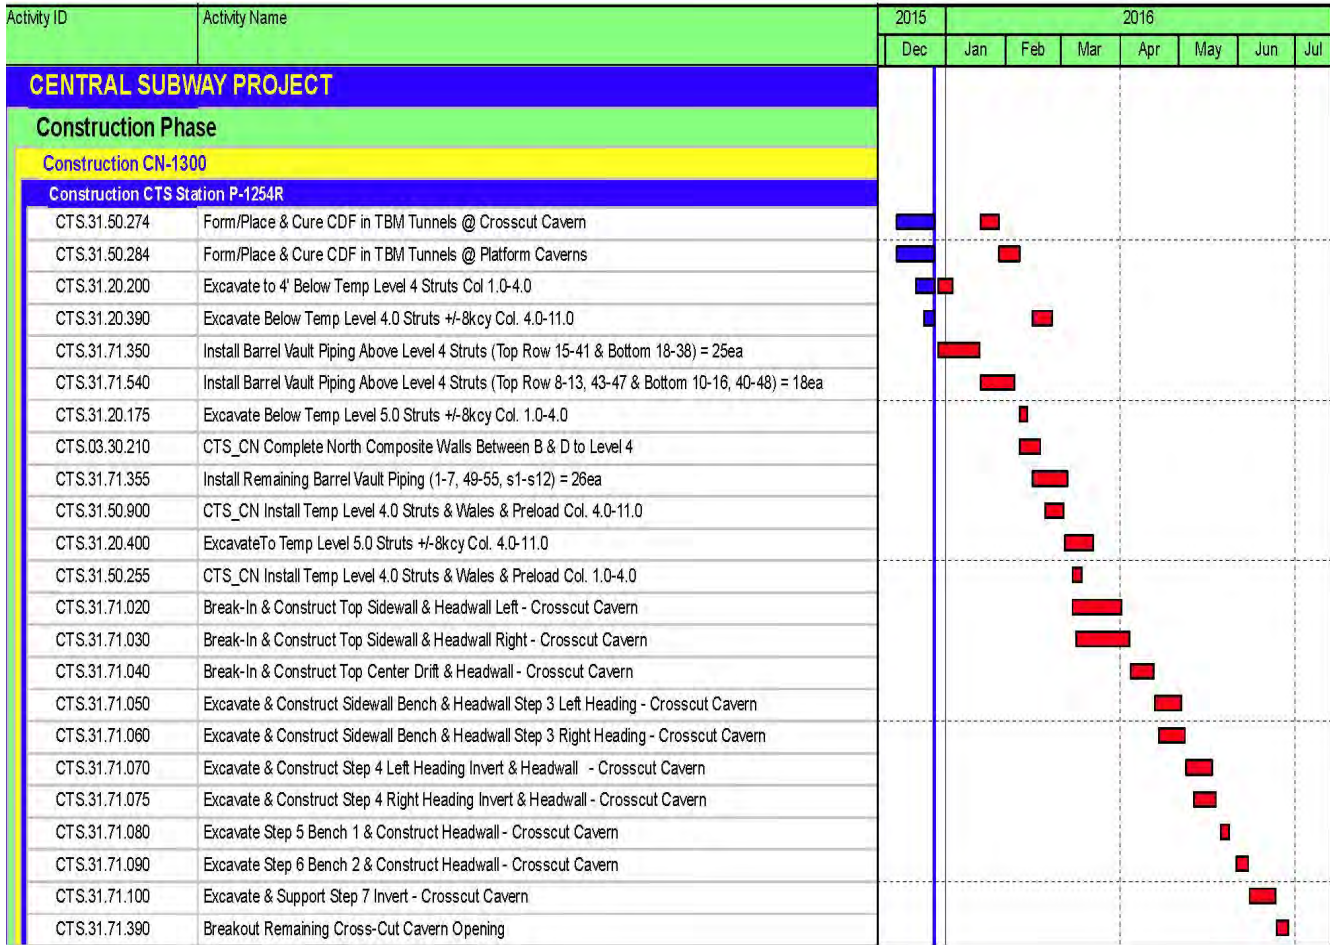 Activity ID Activity Name 2015 2016
Dec Jan Feb Mar Apr May Jun Jul
CENTRAL SUBWAY PROJECT
Construction Phase
Construction CN-1300
Construction CTS Station P-1254R
CTS.31.50.274 Form/Place & Cure CDF in TBM Tunnels @ Crosscut Cavern
CTS.31.50.284 Form/Place & Cure CDF in TBM Tunnels @ Platform Caverns
CTS.31.20.200 Excavate to 4' Below Temp Level 4 Struts Col 1.0-4.0
CTS.31.20.390 Excavate Below Temp Level 4.0 Struts +/-8kcy Col. 4.0-11.0
CTS.31.71.350 Install Barrel Vault Piping Above Level 4 Struts (Top Row 15-41 & Bottom 18-38) = 25ea
CTS.31.71.540 Install Barrel Vault Piping Above Level 4 Struts (Top Row 8-13, 43-47 & Bottom 10-16, 40-48) = 18ea
CTS.31.20.175 Excavate Below Temp Level 5.0 Struts +/-8kcy Col. 1.0-4.0
CTS.03.30.210 CTS_CN Complete North Composite Walls Between B & D to Level 4
CTS.31.71.355 Install Remaining Barrel Vault Piping (1-7, 49-55, s1-s12) = 26ea
CTS.31.50.900 CTS_CN Install Temp Level 4.0 Struts & Wales & Preload Col. 4.0-11.0
CTS.31.20.400 ExcavateTo Temp Level 5.0 Struts +/-8kcy Col. 4.0-11.0
CTS.31.50.255 CTS_CN Install Temp Level 4.0 Struts & Wales & Preload Col. 1.0-4.0
CTS.31.71.020 Break-In & Construct Top Sidewall & Headwall Left - Crosscut Cavern
CTS.31.71.030 Break-In & Construct Top Sidewall & Headwall Right - Crosscut Cavern
CTS.31.71.040 Break-In & Construct Top Center Drift & Headwall - Crosscut Cavern
CTS.31.71.050 Excavate & Construct Sidewall Bench & Headwall Step 3 Left Heading - Crosscut Cavern
CTS.31.71.060 Excavate & Construct Sidewall Bench & Headwall Step 3 Right Heading - Crosscut Cavern
CTS.31.71.070 Excavate & Construct Step 4 Left Heading Invert & Headwall - Crosscut Cavern
CTS.31.71.075 Excavate & Construct Step 4 Right Heading Invert & Headwall - Crosscut Cavern
CTS.31.71.080 Excavate Step 5 Bench 1 & Construct Headwall - Crosscut Cavern
CTS.31.71.090 Excavate Step 6 Bench 2 & Construct Headwall - Crosscut Cavern
CTS.31.71.100 Excavate & Support Step 7 Invert - Crosscut Cavern
CTS.31.71.390 Breakout Remaining Cross-Cut Cavern Opening